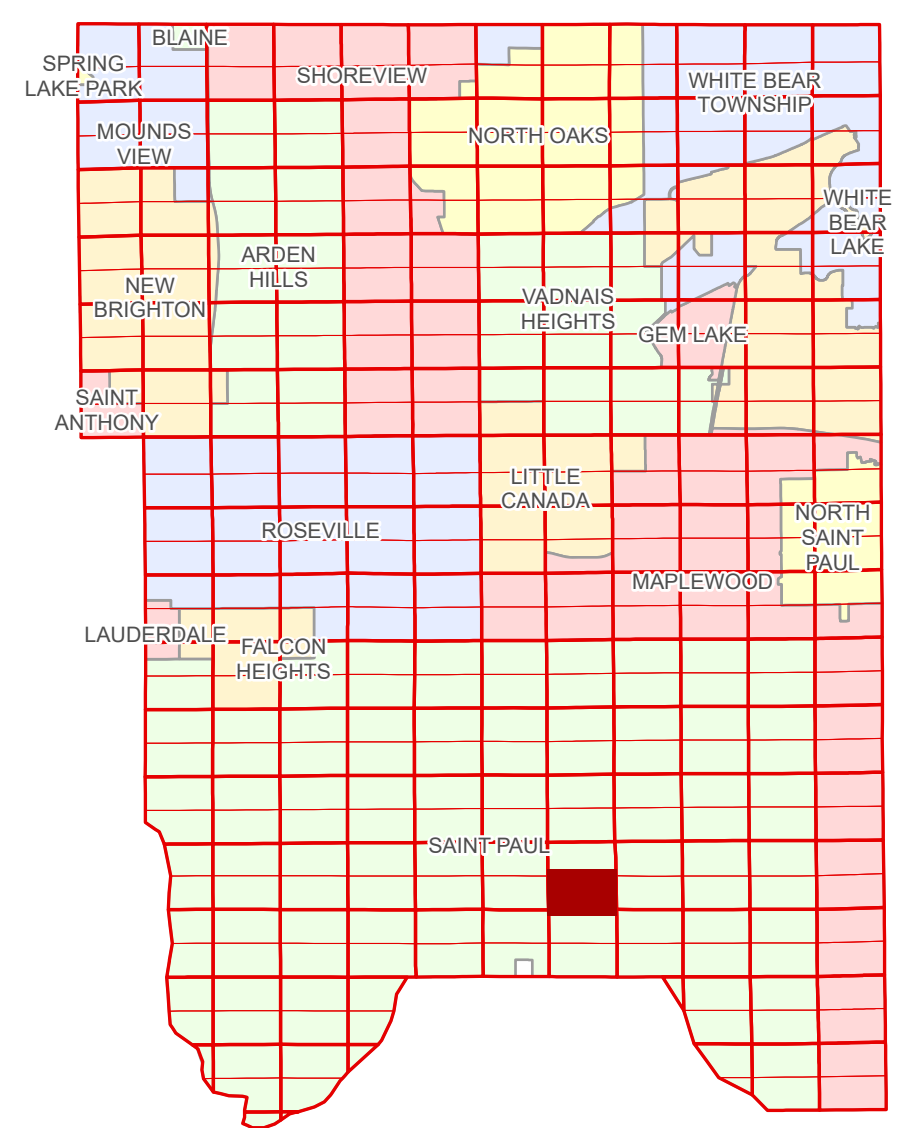 BLAINE
SPRING
LAKE PARK
SHOREVIEW
WHITE BEAR
TOWNSHIP
MOUNDS
VIEW
NORTH OAKS
WHITE
BEAR
LAKE
ARDEN
HILLS
NEW
BRIGHTON
VADNAIS
HEIGHTS
GEM LAKE
SAINT
ANTHONY
LITTLE
CANADA
NORTH
SAINT
PAUL
ROSEVILLE
MAPLEWOOD
LAUDERDALE
FALCON
HEIGHTS
SAINT PAUL